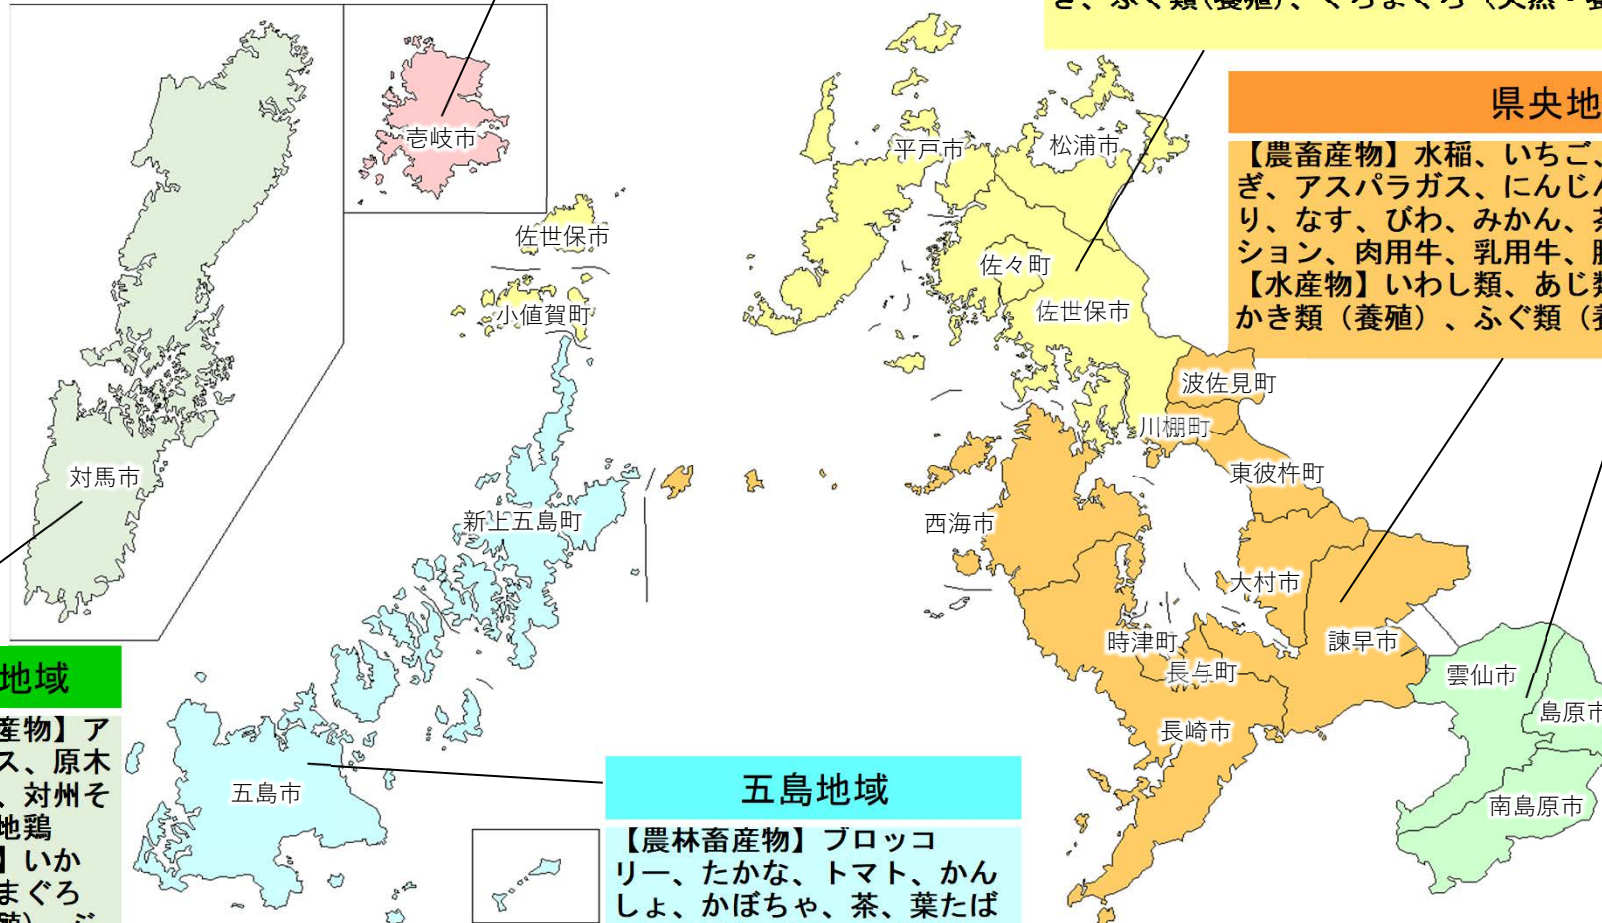 県央地
【農畜産物】水稲、いちご、
ぎ、アスパラガス、にんじん
り、なす、びわ、みかん、
ション、肉用牛、乳用牛、
【水産物】いわし類、あじ類
かき類（養殖）、ふぐ類（養
壱岐市
平戸市
松浦市
佐世保市
佐々町
小値賀町
佐世保市
波佐見町
川棚町
東彼杵町
対馬市
新上五島町
西海市
大村市
時津町
諫早市
長与町
雲仙市
島原市
長崎市
五島市
南島原市
地域
産物】ア
ス、原木
、対州そ
地鶏
】いか
まぐろ
五島地域
【農林畜産物】ブロッコ
リー、たかな、トマト、かん
しょ、かぼちゃ、茶、葉たば